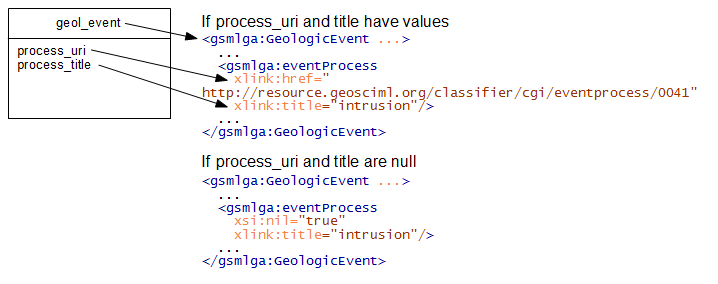 geol_event
process_uri
process_title
If process_uri and title have values
<gsmlga:GeologicEvent ...>
...
<gsmlga:eventProcess
xlink:href="
http://resource.geosciml.org/classifier/cgi/eventprocess/0041"
xlink:title="intrusion"/>
...
</gsmlga:GeologicEvent>
If process_uri and title are null
<gsmlga:GeologicEvent ...>
...
<gsmlga:eventProcess
xsi:nil="true"
xlink:title="intrusion"/>
...
</gsmlga:GeologicEvent>